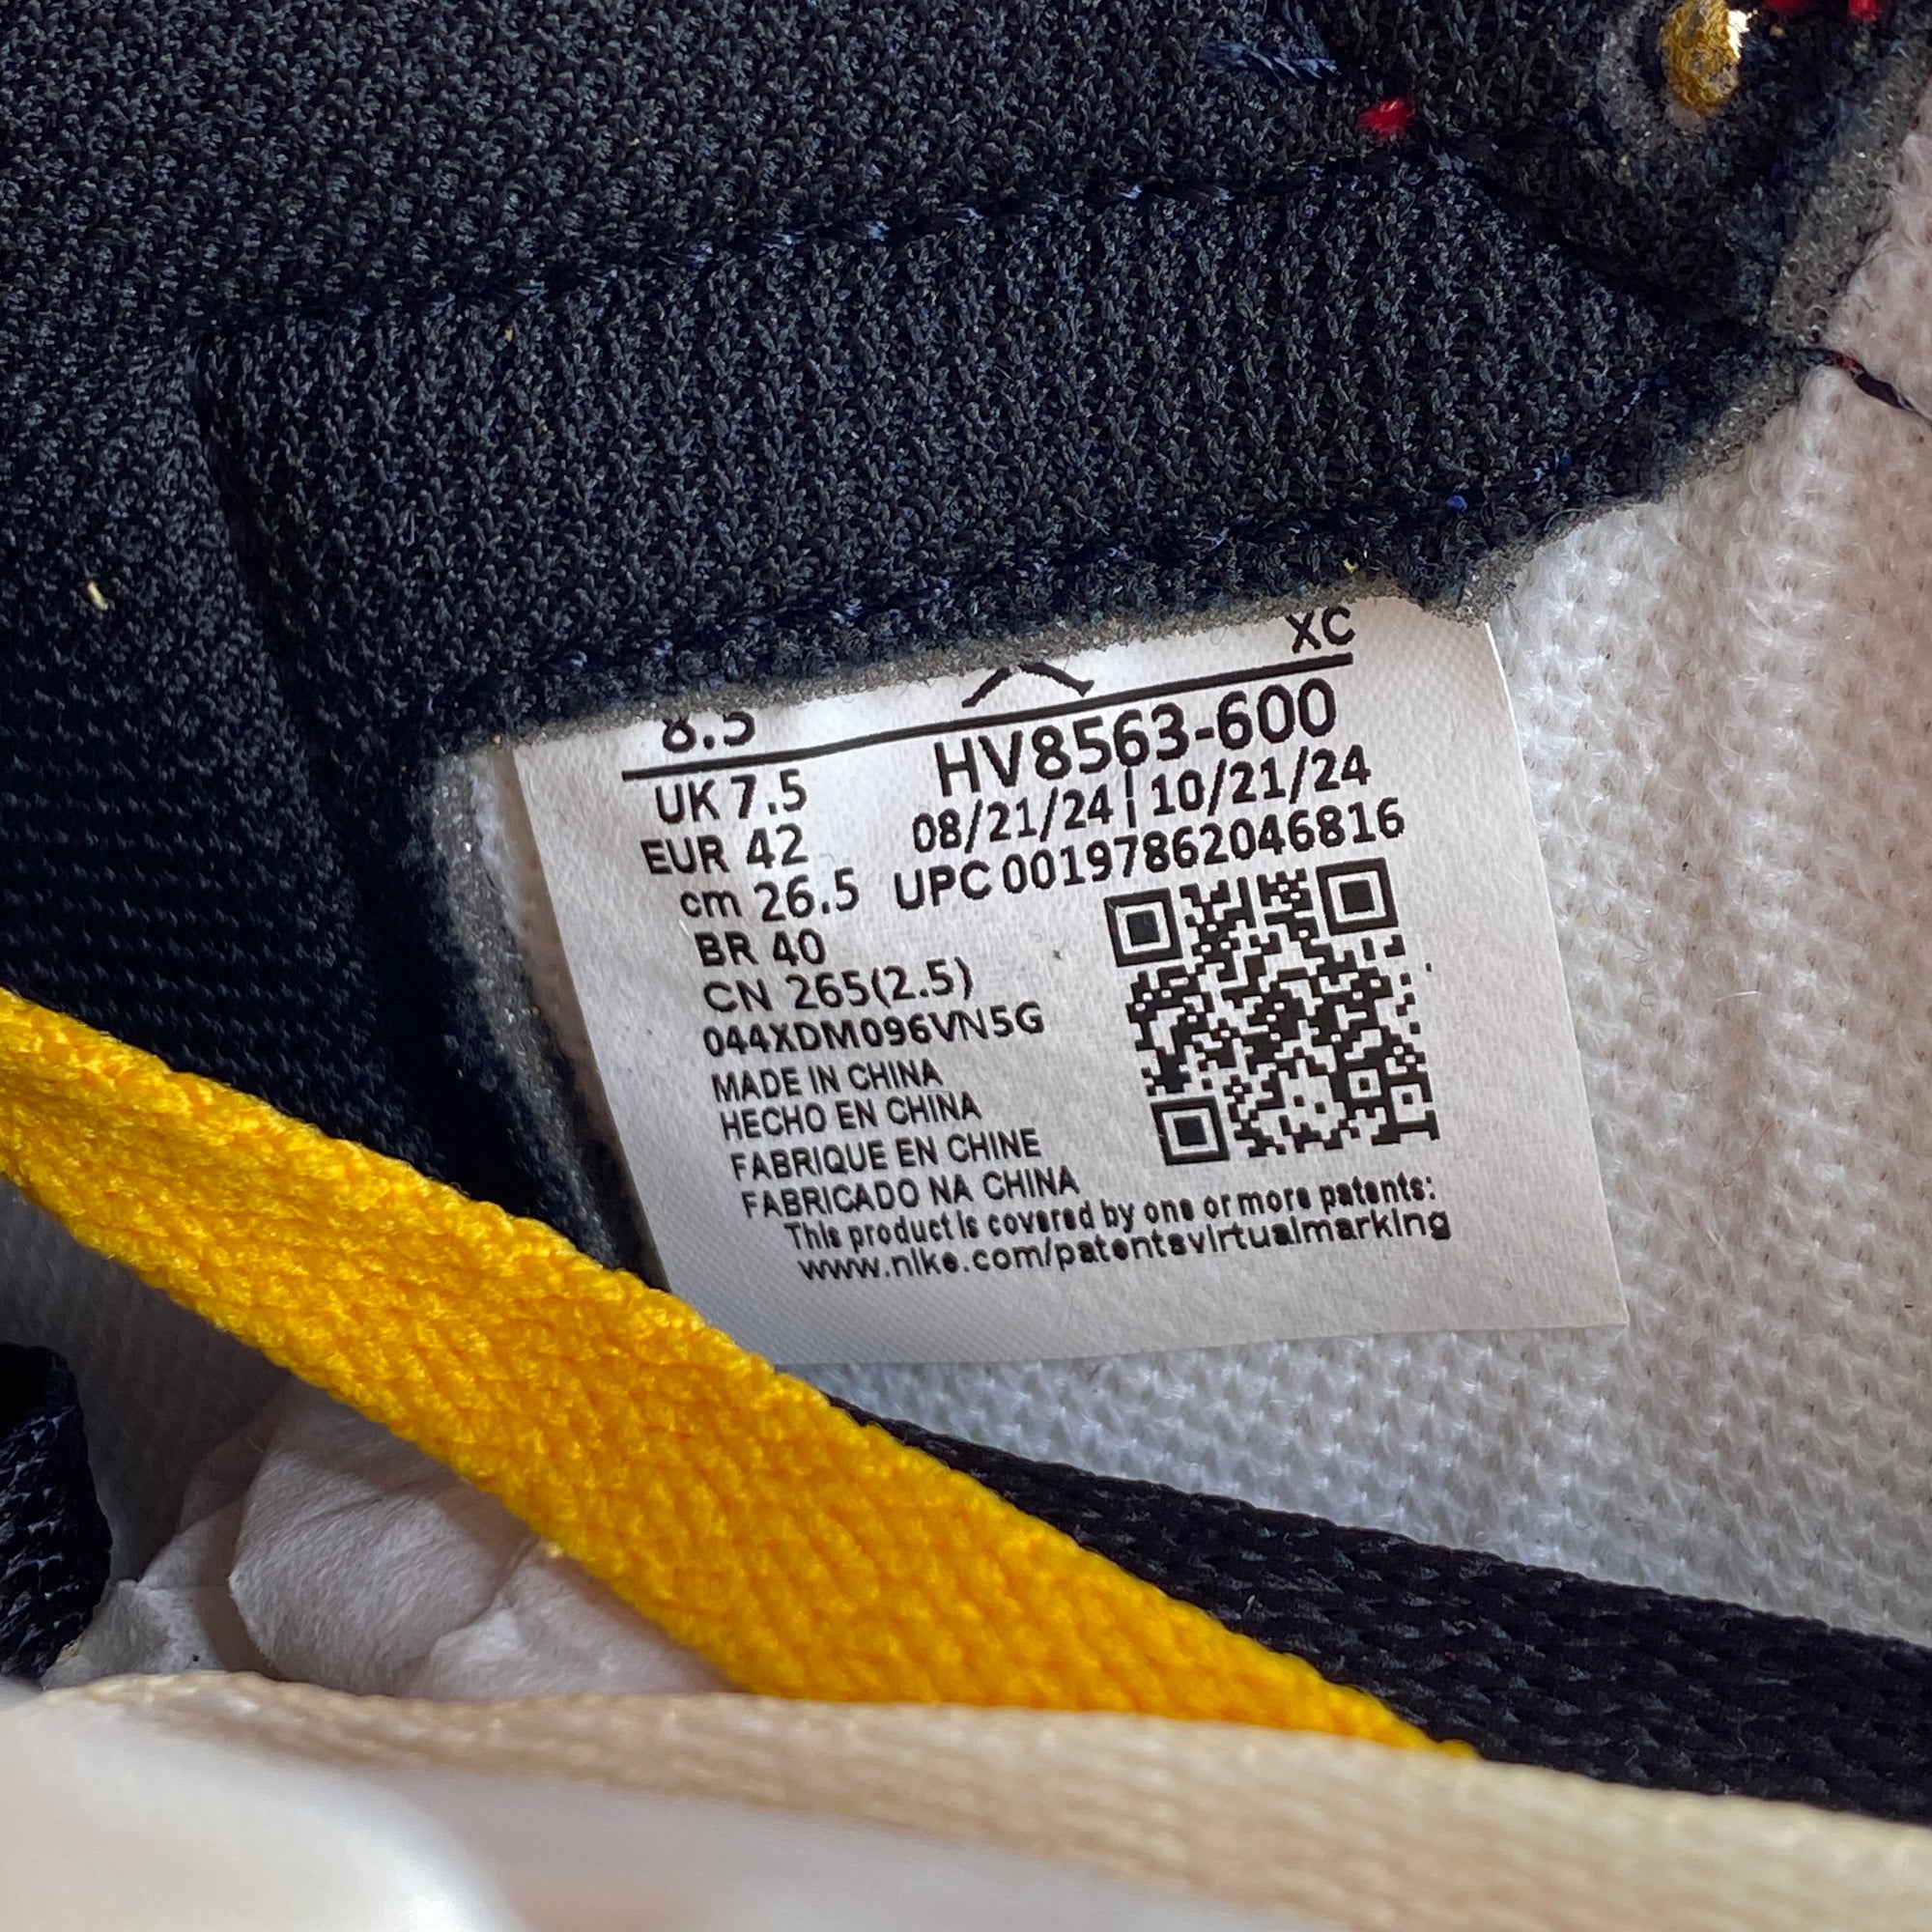 8.5 XC
UK 7.5 HV8563-600
EUR 42 08/21/24 | 10/21/24
cm 26.5 UPC 00197862046816
BR 40
CN 265(2.5)
044XDM096VN5G
MADE IN CHINA
HECHO EN CHINA
FABRIQUE EN CHINE
FABRICADO NA CHINA
This product is covered by one or more patents:
www.nike.com/patentsvirtualmarking